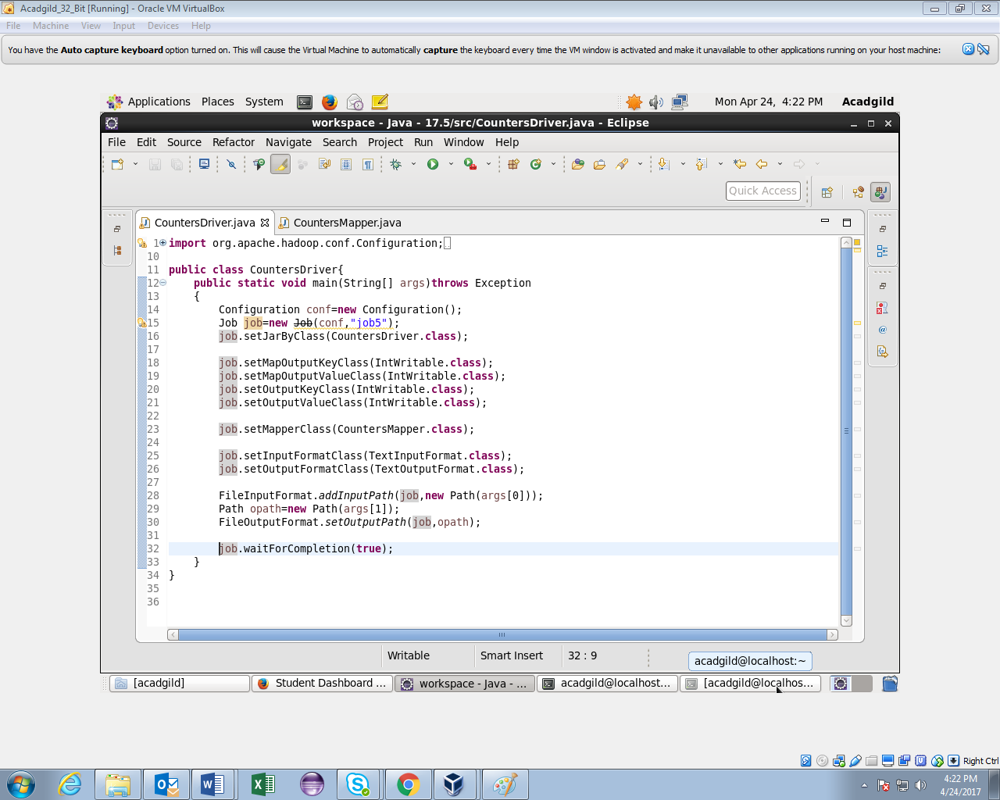 Acadgild_32_Bit [Running] - Oracle VM VirtualBox
File Machine View Input Devices Help
You have the Auto capture keyboard option turned on. This will cause the Virtual Machine to automatically capture the keyboard every time the VM window is activated and make it unavailable to other applications running on your host machine:
Applications Places System Mon Apr 24, 4:22 PM Acadgild
workspace - Java - 17.5/src/CountersDriver.java - Eclipse
File Edit Source Refactor Navigate Search Project Run Window Help
Quick Access
CountersDriver.java CountersMapper.java
1 import org.apache.hadoop.conf.Configuration;
10
11 public class CountersDriver{
12 public static void main(String[] args)throws Exception
13 {
14 Configuration conf=new Configuration();
15 Job job=new Job(conf,"job5");
16 job.setJarByClass(CountersDriver.class);
17
18 job.setMapOutputKeyClass(IntWritable.class);
19 job.setMapOutputValueClass(IntWritable.class);
20 job.setOutputKeyClass(IntWritable.class);
21 job.setOutputValueClass(IntWritable.class);
22
23 job.setMapperClass(CountersMapper.class);
24
25 job.setInputFormatClass(TextInputFormat.class);
26 job.setOutputFormatClass(TextOutputFormat.class);
27
28 FileInputFormat.addInputPath(job,new Path(args[0]));
29 Path opath=new Path(args[1]);
30 FileOutputFormat.setOutputPath(job,opath);
31
32 job.waitForCompletion(true);
33 }
34 }
35
36
Writable Smart Insert 32 : 9
acadgild@localhost:~
[acadgild] Student Dashboard ... workspace - Java - ... acadgild@localhost... [acadgild@localhos...
Right Ctrl
4:22 PM
4/24/2017